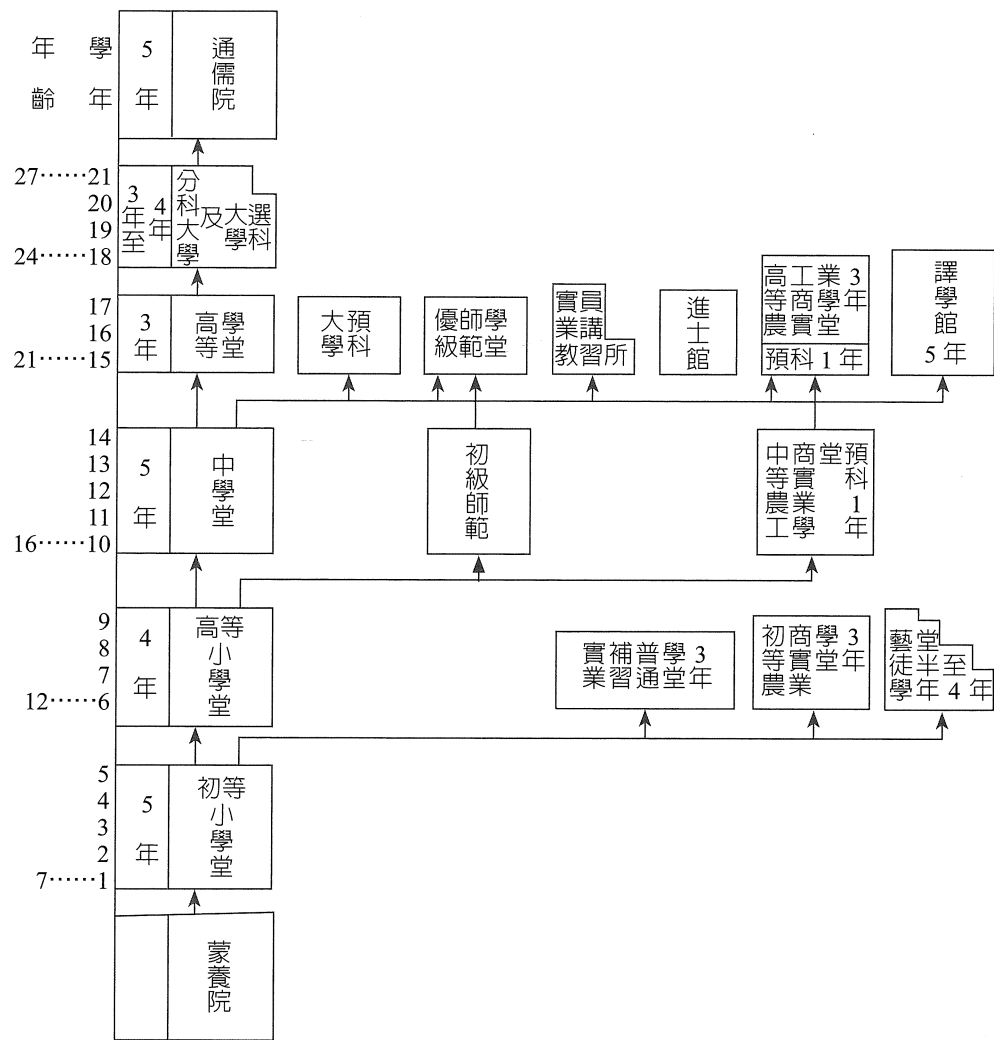 年 學
齡 年
5年
通儒院
27……21
20
19
24……18
3年至4年
分科大學及大學選科
17
16
21……15
3年
高等學堂
大學預科
優級師範學堂
實業教員講習所
進士館
高等農工商實業學堂3年
預科1年
譯學館5年
14
13
12
11
16……10
5年
中學堂
初級師範
中等農工商實業學堂預科1年
9
8
7
12……6
4年
高等小學堂
實業補習普通學堂3年
初等農商實業學堂3年
藝徒學堂半年至4年
5
4
3
2
7……1
5年
初等小學堂
蒙養院